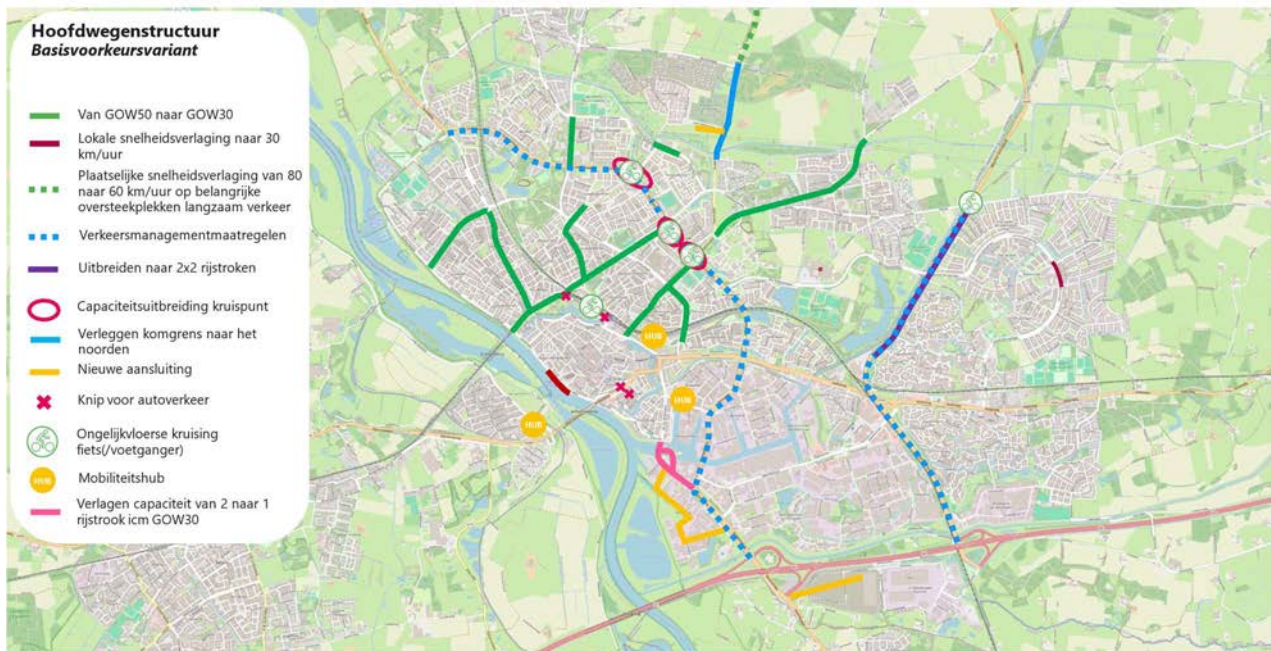 Hoofdwegenstructuur
Basisvoorkeursvariant
Van GOW50 naar GOW30
Lokale snelheidsverlaging naar 30
km/uur
Plaatselijke snelheidsverlaging van 80
naar 60 km/uur op belangrijke
oversteekplekken langzaam verkeer
Verkeersmanagementmaatregelen
Uitbreiden naar 2x2 rijstroken
Capaciteitsuitbreiding kruispunt
Verleggen komgrens naar het
noorden
Nieuwe aansluiting
Knip voor autoverkeer
Ongelijkvloerse kruising
fiets(/voetganger)
HUB
Mobiliteitshub
Verlagen capaciteit van 2 naar 1
rijstrook icm GOW30
HUB
HUB
HUB